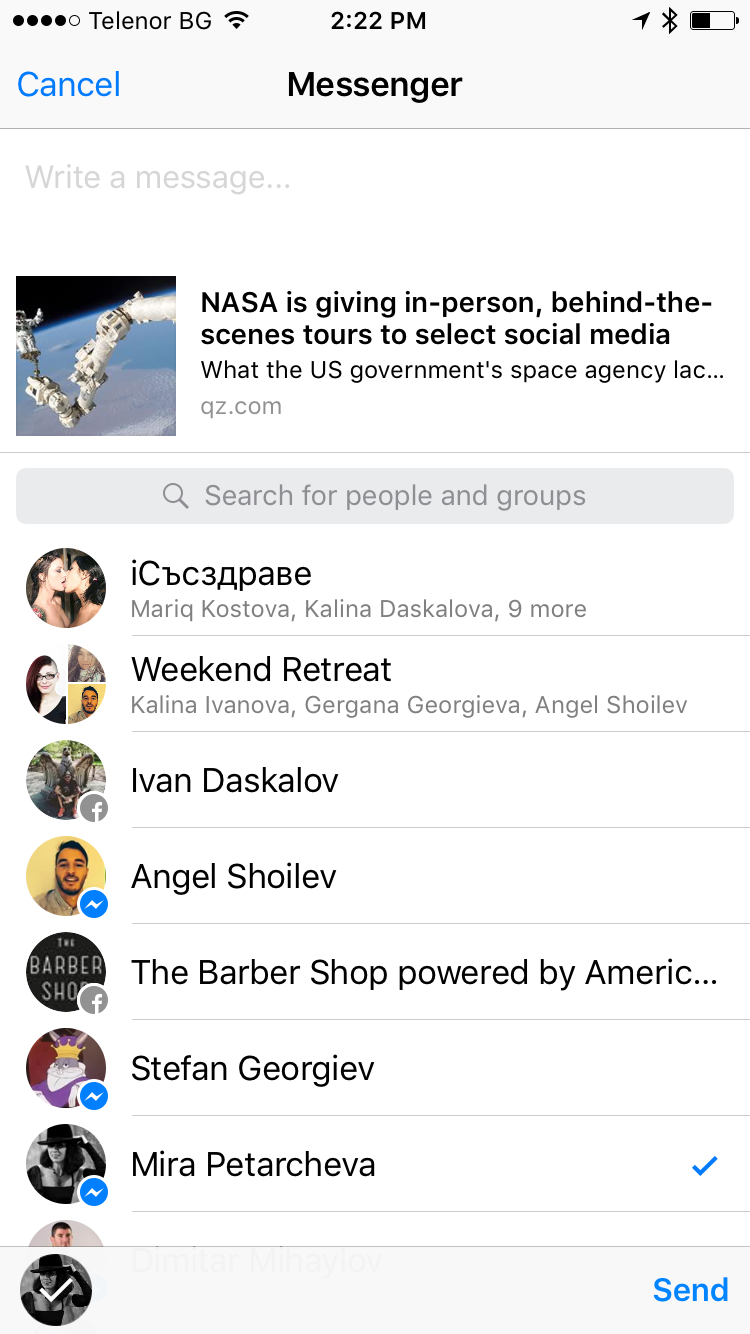 Telenor BG 2:22 PM
Cancel Messenger
Write a message...
NASA is giving in-person, behind-the-
scenes tours to select social media
What the US government's space agency lac...
qz.com
Search for people and groups
iСъсздраве
Mariq Kostova, Kalina Daskalova, 9 more
Weekend Retreat
Kalina Ivanova, Gergana Georgieva, Angel Shoilev
Ivan Daskalov
Angel Shoilev
THE
BARBER
SHOP
The Barber Shop powered by Americ...
Stefan Georgiev
Mira Petarcheva
Dimitar Mihaylov
Send